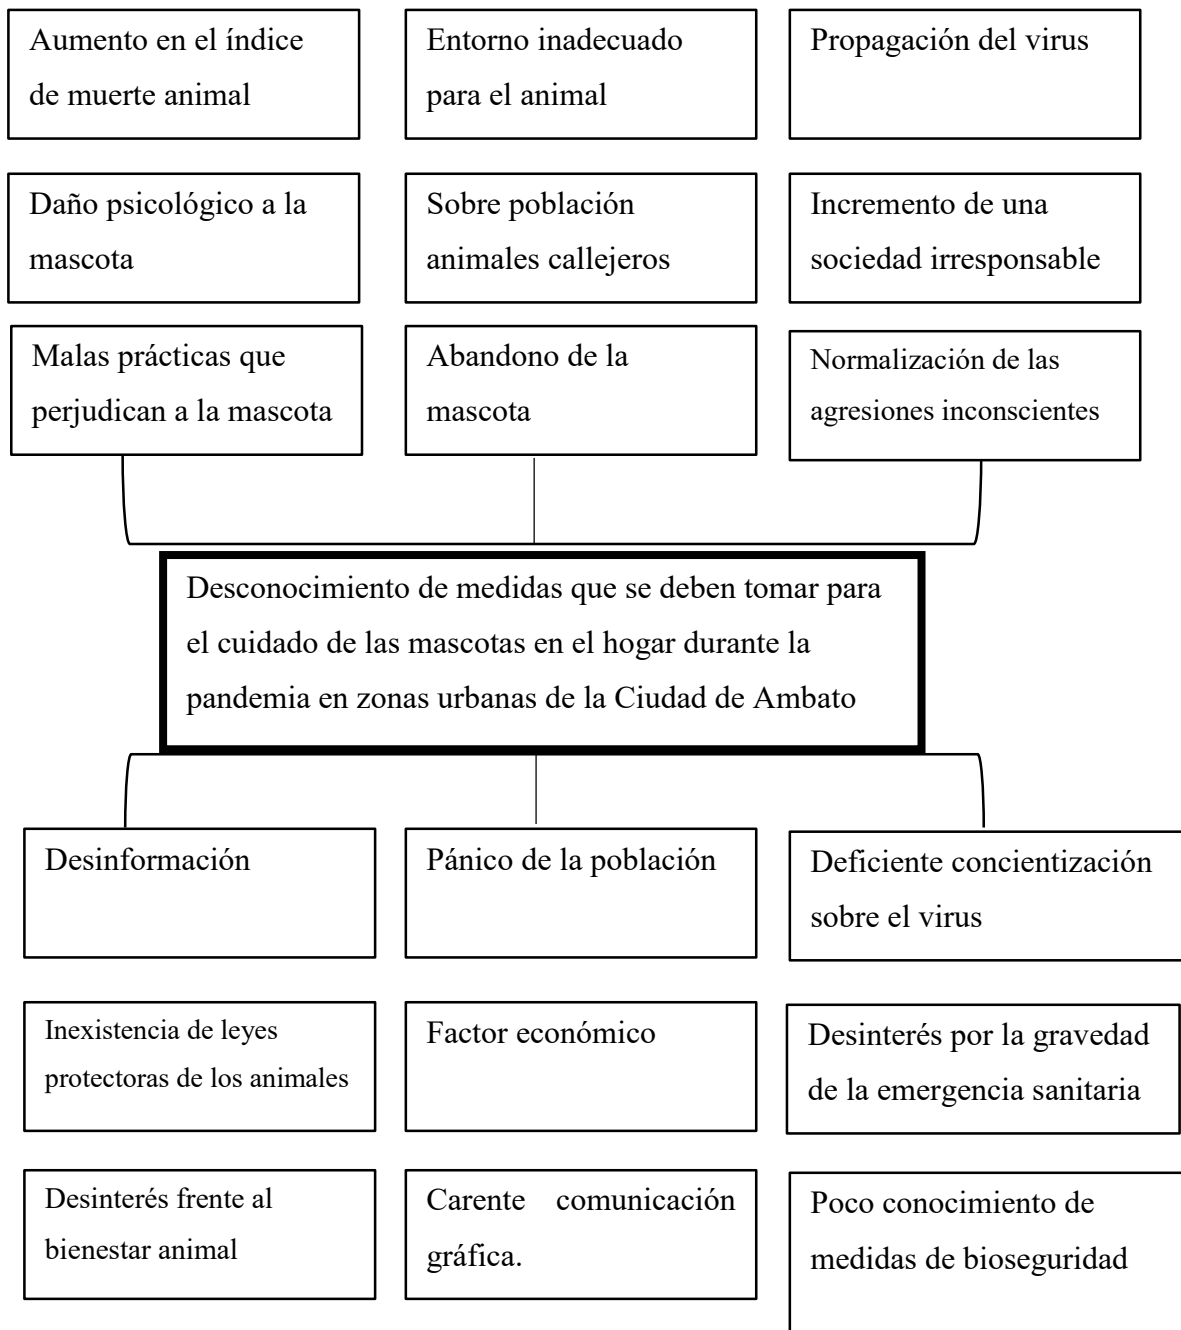 Aumento en el índice
de muerte animal
Entorno inadecuado
para el animal
Propagación del virus
Daño psicológico a la
mascota
Sobre población
animales callejeros
Incremento de una
sociedad irresponsable
Malas prácticas que
perjudican a la mascota
Abandono de la
mascota
Normalización de las
agresiones inconscientes
Desconocimiento de medidas que se deben tomar para
el cuidado de las mascotas en el hogar durante la
pandemia en zonas urbanas de la Ciudad de Ambato
Desinformación
Pánico de la población
Deficiente concientización
sobre el virus
Inexistencia de leyes
protectoras de los animales
Factor económico
Desinterés por la gravedad
de la emergencia sanitaria
Desinterés frente al
bienestar animal
Carente comunicación
gráfica.
Poco conocimiento de
medidas de bioseguridad